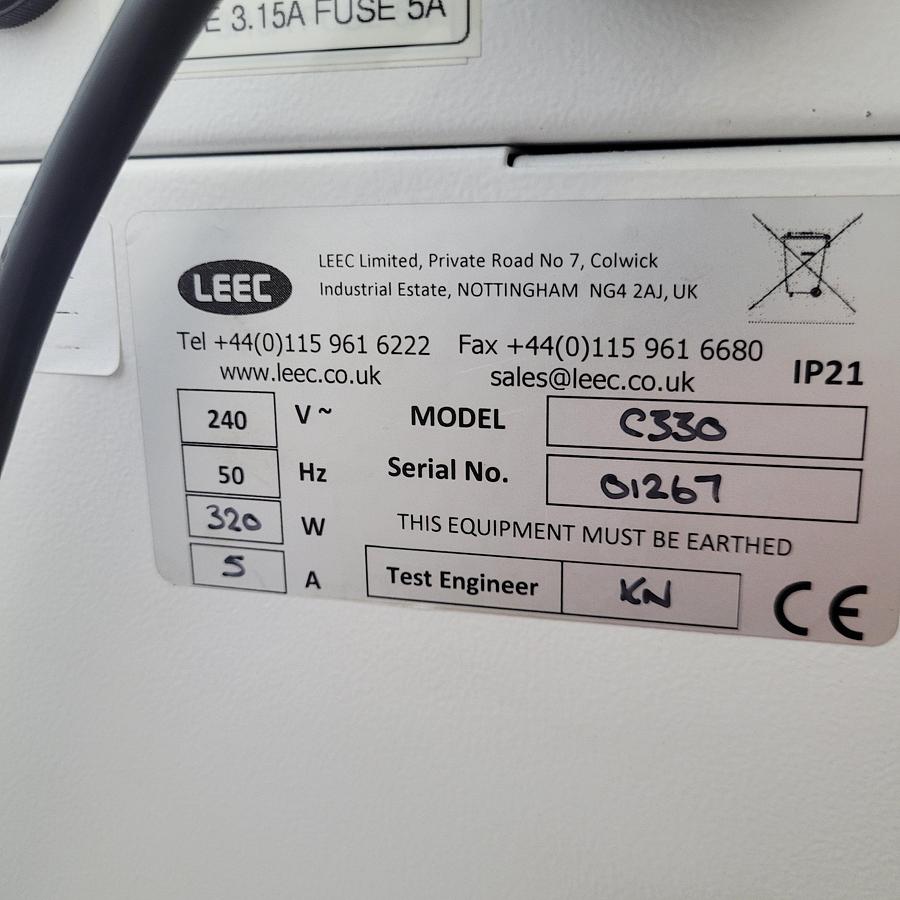 E 3.15A FUSE 5A
LEEC
LEEC Limited, Private Road No 7, Colwick
Industrial Estate, NOTTINGHAM NG4 2AJ, UK
Tel +44(0)115 961 6222 Fax +44(0)115 961 6680
www.leec.co.uk sales@leec.co.uk IP21
240 V ~ MODEL C330
50 Hz Serial No. 01267
320 W THIS EQUIPMENT MUST BE EARTHED
5 A Test Engineer KN CE